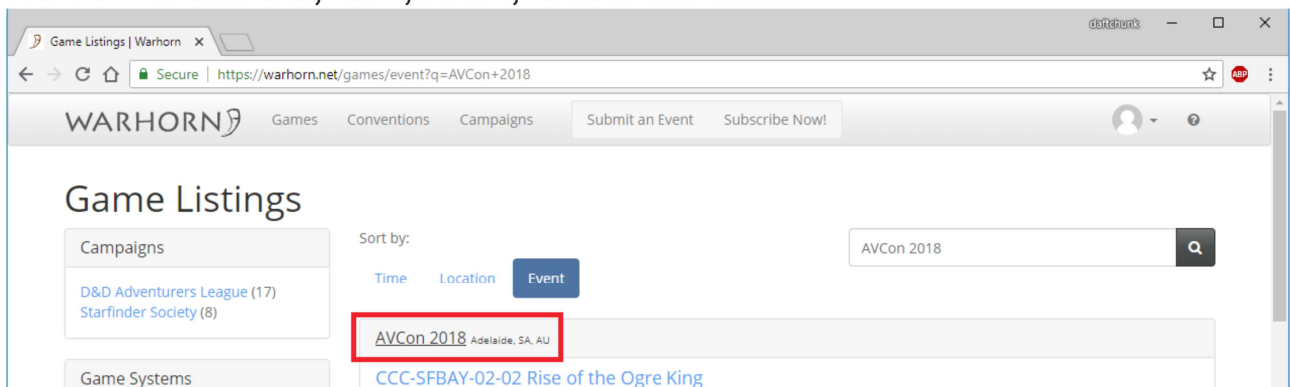 daftchunk
Game Listings | Warhorn
Secure | https://warhorn.net/games/event?q=AVCon+2018
ABP
WARHORN Games Conventions Campaigns Submit an Event Subscribe Now!
Game Listings
Campaigns
D&D Adventurers League (17)
Starfinder Society (8)
Game Systems
Sort by:
Time Location Event
AVCon 2018
AVCon 2018 Adelaide, SA, AU
CCC-SFBAY-02-02 Rise of the Ogre King